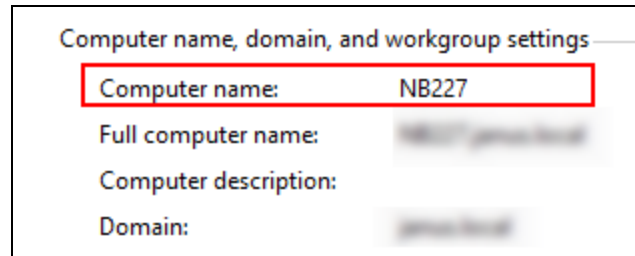 Computer name, domain, and workgroup settings
Computer name: NB227
Full computer name:
Computer description:
Domain: